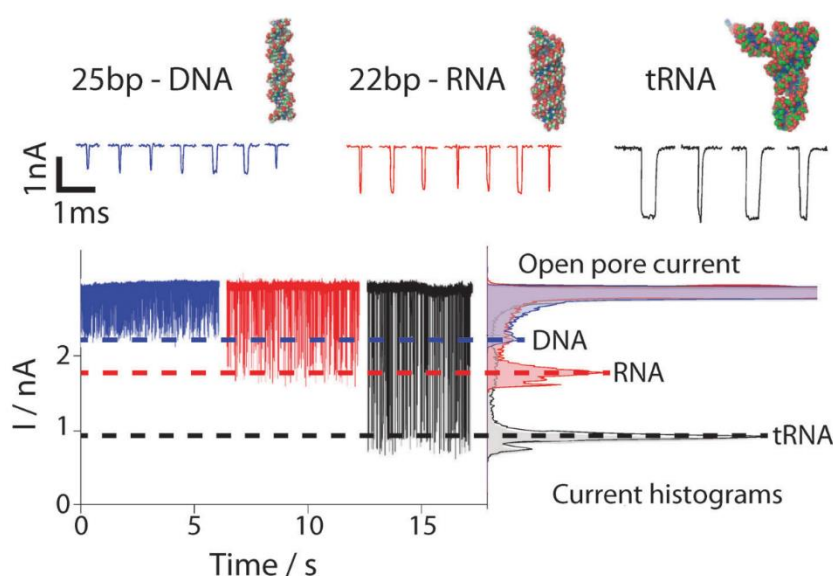 25bp - DNA
22bp - RNA
tRNA
1nA
1ms
Open pore current
DNA
RNA
tRNA
Current histograms
I / nA
2
1
0
0
5
10
15
Time / s